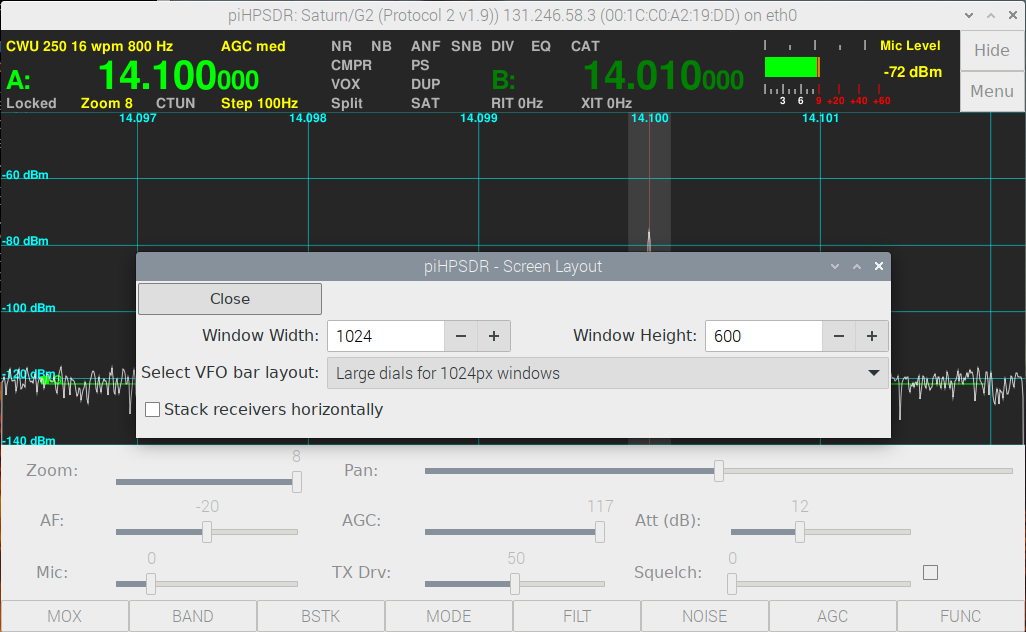 piHPSDR: Saturn/G2 (Protocol 2 v1.9)) 131.246.58.3 (00:1C:C0:A2:19:DD) on eth0
CWU 250 16 wpm 800 Hz AGC med NR NB ANF SNB DIV EQ CAT Mic Level Hide
CMPR PS
A: 14.100000 VOX DUP B: 14.010000 -72 dBm
Locked Zoom 8 CTUN Step 100Hz Split SAT RIT 0Hz XIT 0Hz 3 6 9 +20 +40 +60 Menu
14.097 14.098 14.099 14.100 14.101
-60 dBm
-80 dBm
piHPSDR - Screen Layout
Close
-100 dBm
Window Width: 1024 − + Window Height: 600 − +
Select VFO bar layout: Large dials for 1024px windows
-120 dBm
Stack receivers horizontally
-140 dBm
Zoom: 8 Pan:
AF: -20 AGC: 117 Att (dB): 12
Mic: 0 TX Drv: 50 Squelch: 0
MOX BAND BSTK MODE FILT NOISE AGC FUNC